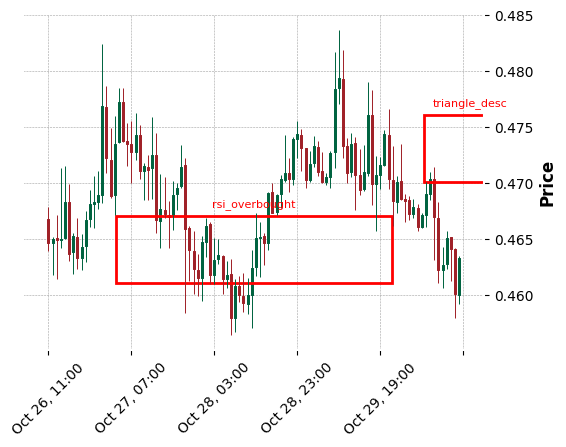 0.485
0.480
triangle_desc
0.475
0.470
rsi_overbought
0.465
0.460
Price
Oct 26, 11:00
Oct 27, 07:00
Oct 28, 03:00
Oct 28, 23:00
Oct 29, 19:00